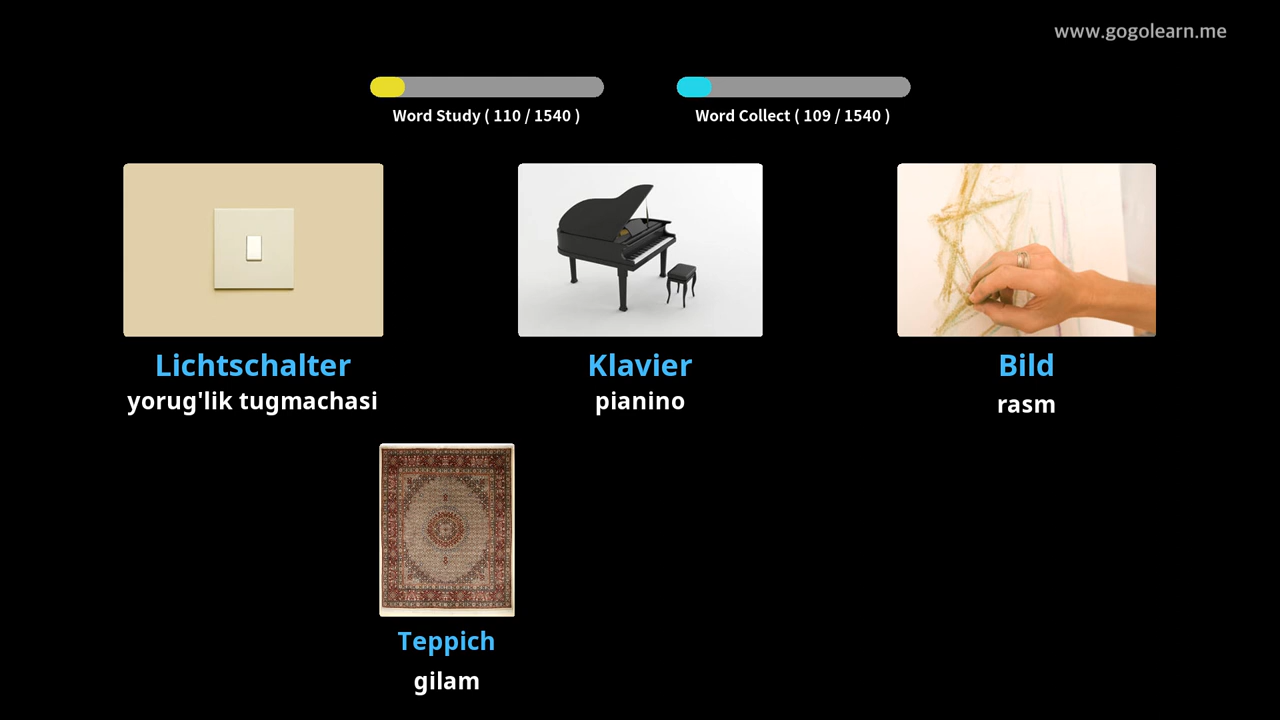 www.gogolearn.me
Word Study ( 110 / 1540 )
Word Collect ( 109 / 1540 )
Lichtschalter
yorug'lik tugmachasi
Klavier
pianino
Bild
rasm
Teppich
gilam